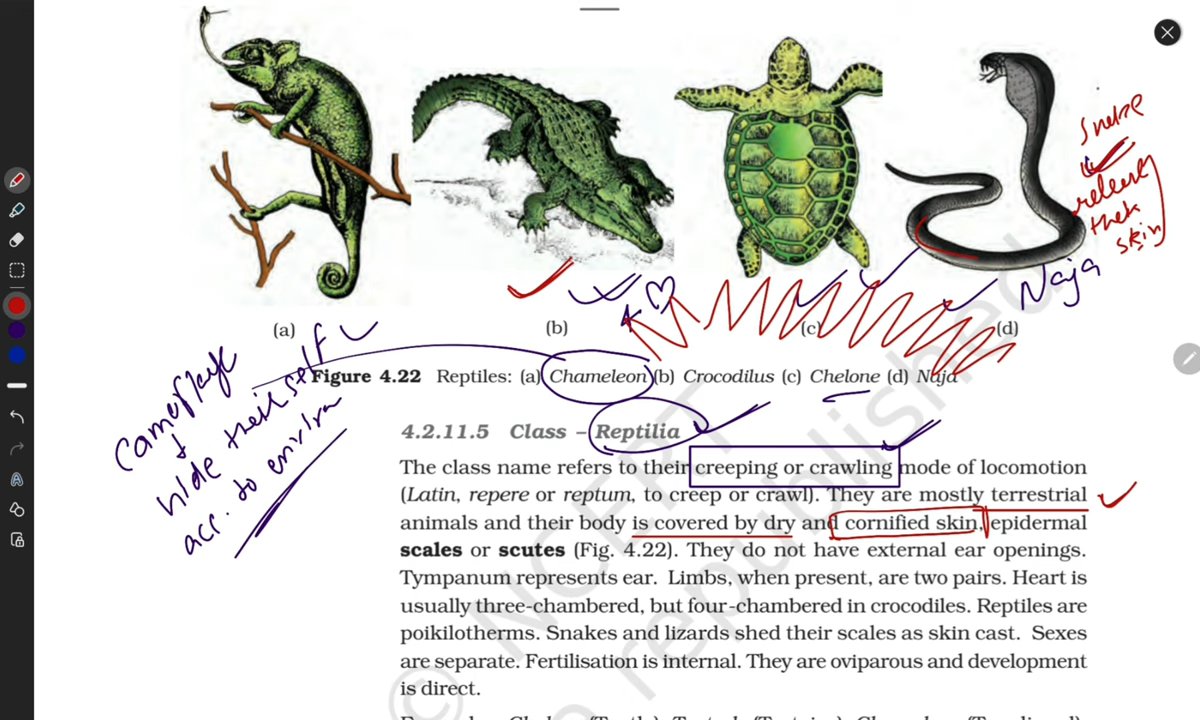 (a)
(b)
(c)
(d)
Snake
their
skin
Naja
hide their self
acc. to
Figure 4.22 Reptiles: (a) Chameleon (b) Crocodilus (c) Chelone (d) Naja
4.2.11.5 Class – Reptilia
The class name refers to their creeping or crawling mode of locomotion
(Latin, repere or reptum, to creep or crawl). They are mostly terrestrial
animals and their body is covered by dry and cornified skin, epidermal
scales or scutes (Fig. 4.22). They do not have external ear openings.
Tympanum represents ear. Limbs, when present, are two pairs. Heart is
usually three-chambered, but four-chambered in crocodiles. Reptiles are
poikilotherms. Snakes and lizards shed their scales as skin cast. Sexes
are separate. Fertilisation is internal. They are oviparous and development
is direct.
© NCERT
republished